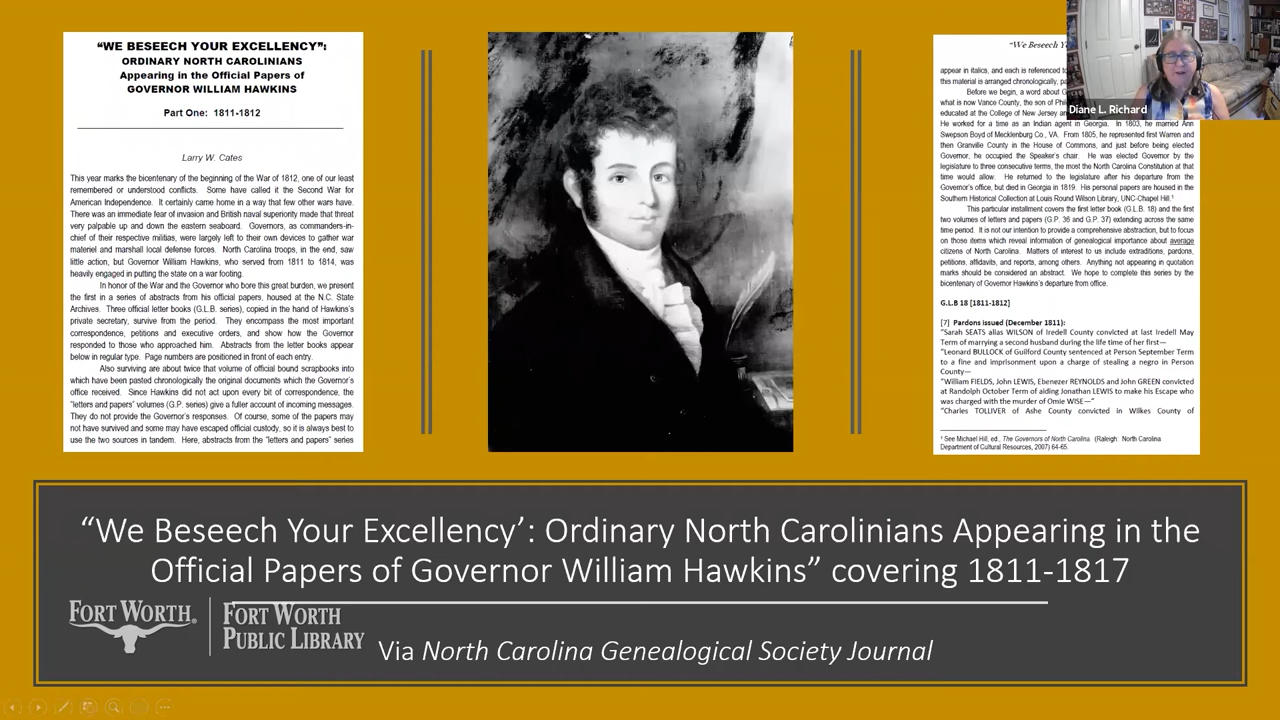 “WE BESEECH YOUR EXCELLENCY”:
ORDINARY NORTH CAROLINIANS
Appearing in the Official Papers of
GOVERNOR WILLIAM HAWKINS
Part One:  1811-1812
Larry W. Cates
This year marks the bicentenary of the beginning of the War of 1812, one of our least
remembered or understood conflicts.  Some have called it the Second War for
American Independence.  It certainly came home in a way that few other wars have.
There was an immediate fear of invasion and British naval superiority made that threat
very palpable up and down the eastern seaboard.  Governors, as commanders-in-
chief of their respective militias, were largely left to their own devices to gather war
materiel and marshal local defense forces.  North Carolina troops, in the end, saw
little action, but Governor William Hawkins, who served from 1811 to 1814, was
heavily engaged in putting the state on a war footing.
In honor of the War and the Governor who bore this great burden, we present
the first in a series of abstracts from his official papers, housed at the N.C. State
Archives.  Three official letter books (G.L.B. series), copied in the hand of Hawkins's
private secretary, survive from the period.  They encompass the most important
correspondence, petitions and executive orders, and show how the Governor
responded to those who approached him.  Abstracts from the letter books appear
below in regular type.  Page numbers are positioned in front of each entry.
Also surviving are about twice that volume of official bound scrapbooks into
which have been pasted chronologically the original documents which the Governor's
office received.  Since Hawkins did not act upon every bit of correspondence, the
“letters and papers” volumes (G.P. series) give a fuller account of incoming messages.
They do not provide the Governor's responses.  Of course, some of the papers may
not have survived and some may have escaped official custody, so it is always best to
use the two sources in tandem.  Here, abstracts from the “letters and papers” series
“We Beseech Y
appear in italics, and each is referenced to
this material is arranged chronologically, pa
Before we begin, a word about G
what is now Vance County, the son of Phil
educated at the College of New Jersey an
He worked for a time as an Indian agent in Georgia.  In 1803, he married Ann
Swepson Boyd of Mecklenburg Co., VA.  From 1805, he represented first Warren and
then Granville County in the House of Commons, and just before being elected
Governor, he occupied the Speaker's chair.  He was elected Governor by the
legislature to three consecutive terms, the most the North Carolina Constitution at that
time would allow.  He returned to the legislature after his departure from the
Governor's office, but died in Georgia in 1819.  His personal papers are housed in the
Southern Historical Collection at Louis Round Wilson Library, UNC-Chapel Hill.¹
This particular installment covers the first letter book (G.L.B. 18) and the first
two volumes of letters and papers (G.P. 36 and G.P. 37) extending across the same
time period.  It is not our intention to provide a comprehensive abstraction, but to focus
on those items which reveal information of genealogical importance about average
citizens of North Carolina.  Matters of interest to us include extraditions, pardons,
petitions, affidavits, and reports, among others.  Anything not appearing in quotation
marks should be considered an abstract.  We hope to complete this series by the
bicentenary of Governor Hawkins's departure from office.
G.L.B 18 [1811-1812]
[7]  Pardons issued (December 1811):
“Sarah SEATS alias WILSON of Iredell County convicted at last Iredell May
Term of marrying a second husband during the life time of her first—
“Leonard BULLOCK of Guilford County sentenced at Person September Term
to a fine and imprisonment upon a charge of stealing a negro in Person
County—
“William FIELDS, John LEWIS, Ebenezer REYNOLDS and John GREEN convicted
at Randolph October Term of aiding Jonathan LEWIS to make his Escape who
was charged with the murder of Omie WISE—”
“Charles TOLLIVER of Ashe County convicted in Wilkes County of
¹ See Michael Hill, ed., The Governors of North Carolina.  (Raleigh:  North Carolina
Department of Cultural Resources, 2007) 64-65.
Diane L. Richard
“We Beseech Your Excellency’: Ordinary North Carolinians Appearing in the
Official Papers of Governor William Hawkins” covering 1811-1817
FORT WORTH®
FORT WORTH
PUBLIC LIBRARY
Via North Carolina Genealogical Society Journal